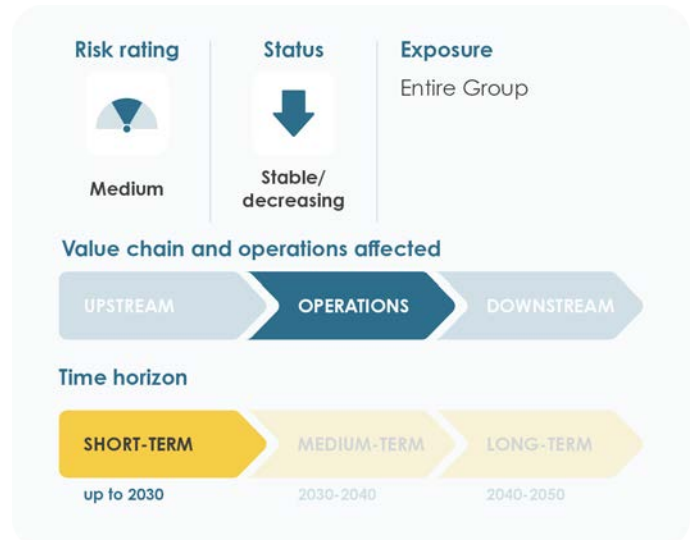 Risk rating
Status
Exposure
Entire Group
Medium
Stable/
decreasing
Value chain and operations affected
UPSTREAM
OPERATIONS
DOWNSTREAM
Time horizon
SHORT-TERM
MEDIUM-TERM
LONG-TERM
up to 2030
2030-2040
2040-2050